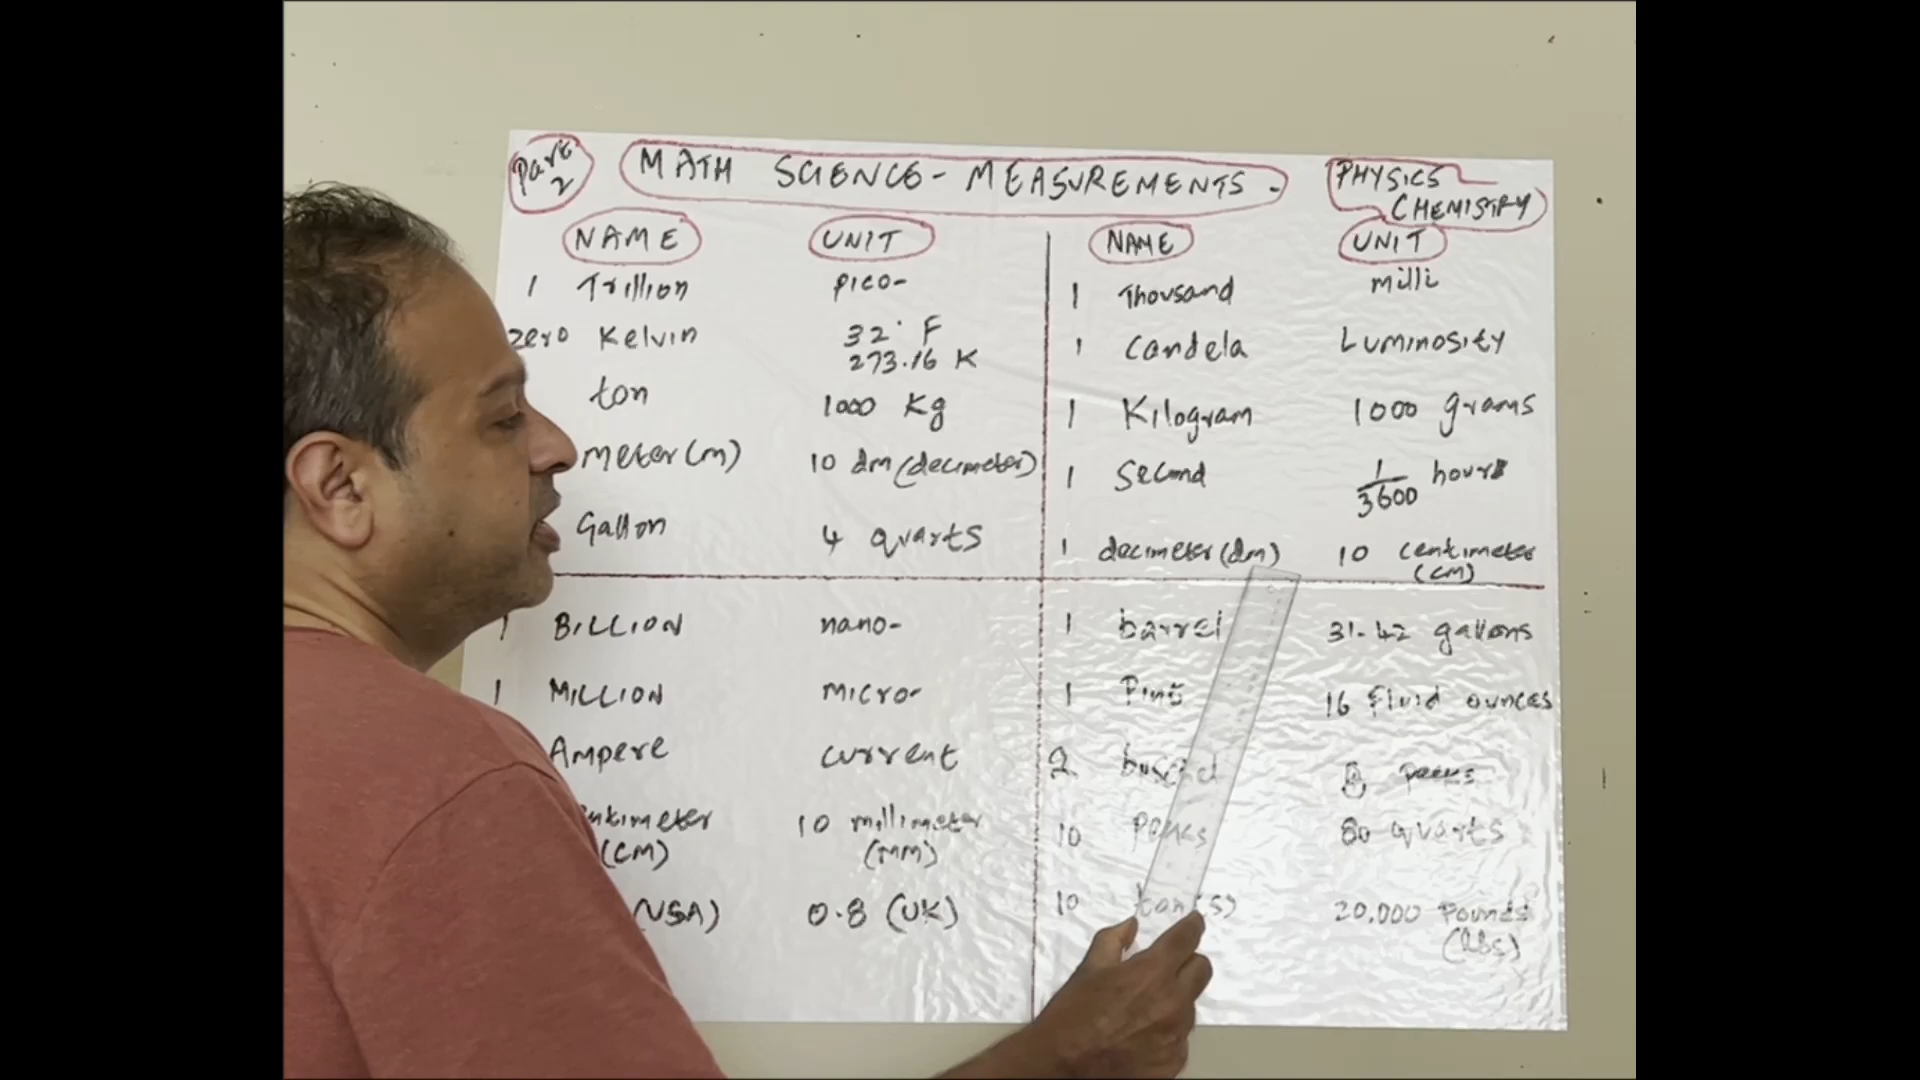 Part 2
MATH SCIENCE - MEASUREMENTS -
PHYSICS
CHEMISTRY
NAME UNIT NAME UNIT
1 Trillion pico-
zero Kelvin 32° F
273.16 K
ton 1000 Kg
meter(m) 10 dm (decimeter)
Gallon 4 quarts
1 Thousand milli
1 Candela Luminosity
1 Kilogram 1000 grams
1 Second 1/3600 hour
1 decimeter (dm) 10 centimeter
(cm)
1 BILLION nano-
1 MILLION MICRO-
Ampere current
10 millimeter
(CM) (mm)
(USA) 0.8 (UK)
1 barrel 31-42 gallons
1 Pint 16 Fluid ounces
2
10 Pecks 80 quarts
10 20,000 Pounds
(lbs)